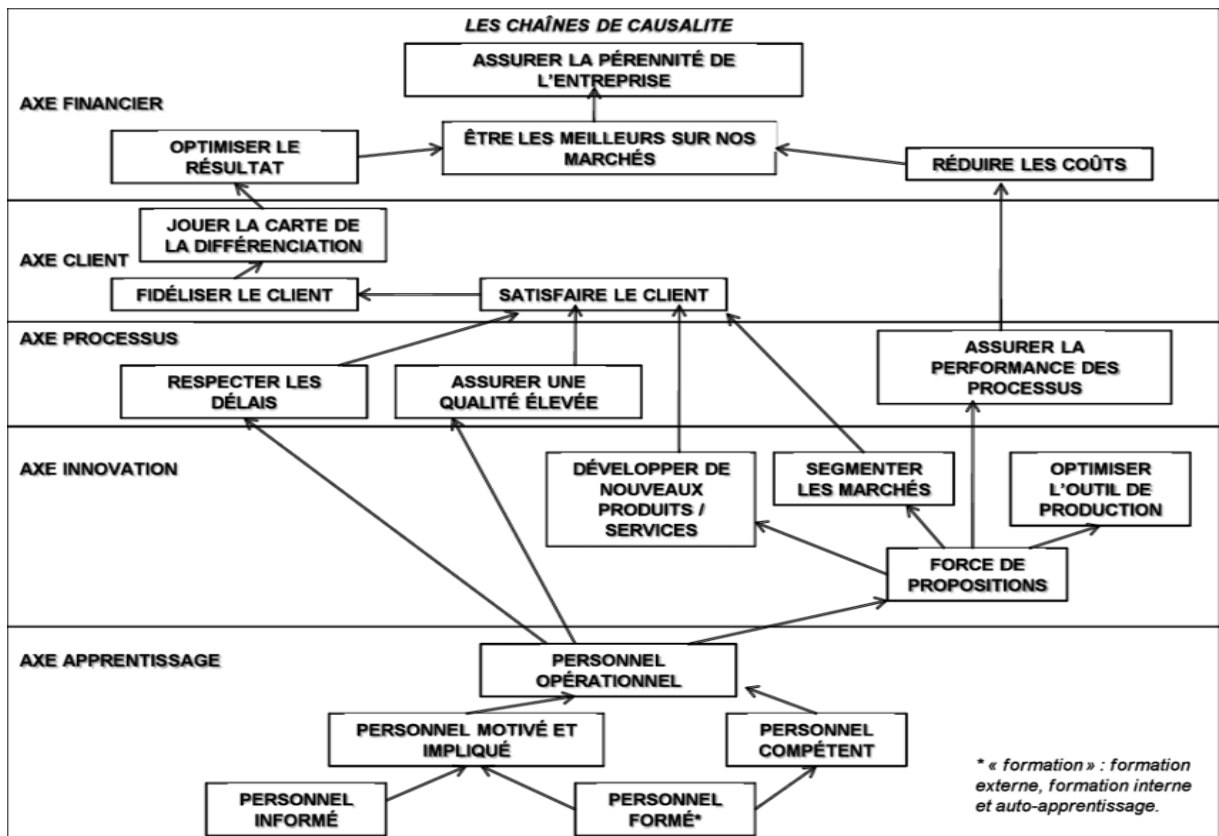 LES CHAÎNES DE CAUSALITE
ASSURER LA PÉRENNITÉ DE
L'ENTREPRISE
AXE FINANCIER
OPTIMISER LE
RÉSULTAT
ÊTRE LES MEILLEURS SUR NOS
MARCHÉS
RÉDUIRE LES COÛTS
JOUER LA CARTE DE
LA DIFFÉRENCIATION
AXE CLIENT
FIDÉLISER LE CLIENT
SATISFAIRE LE CLIENT
AXE PROCESSUS
RESPECTER LES
DÉLAIS
ASSURER UNE
QUALITÉ ÉLEVÉE
ASSURER LA
PERFORMANCE DES
PROCESSUS
AXE INNOVATION
DÉVELOPPER DE
NOUVEAUX
PRODUITS /
SERVICES
SEGMENTER
LES MARCHÉS
OPTIMISER
L'OUTIL DE
PRODUCTION
FORCE DE
PROPOSITIONS
AXE APPRENTISSAGE
PERSONNEL
OPÉRATIONNEL
PERSONNEL MOTIVÉ ET
IMPLIQUÉ
PERSONNEL
COMPÉTENT
PERSONNEL
INFORMÉ
PERSONNEL
FORMÉ*
* « formation » : formation
externe, formation interne
et auto-apprentissage.